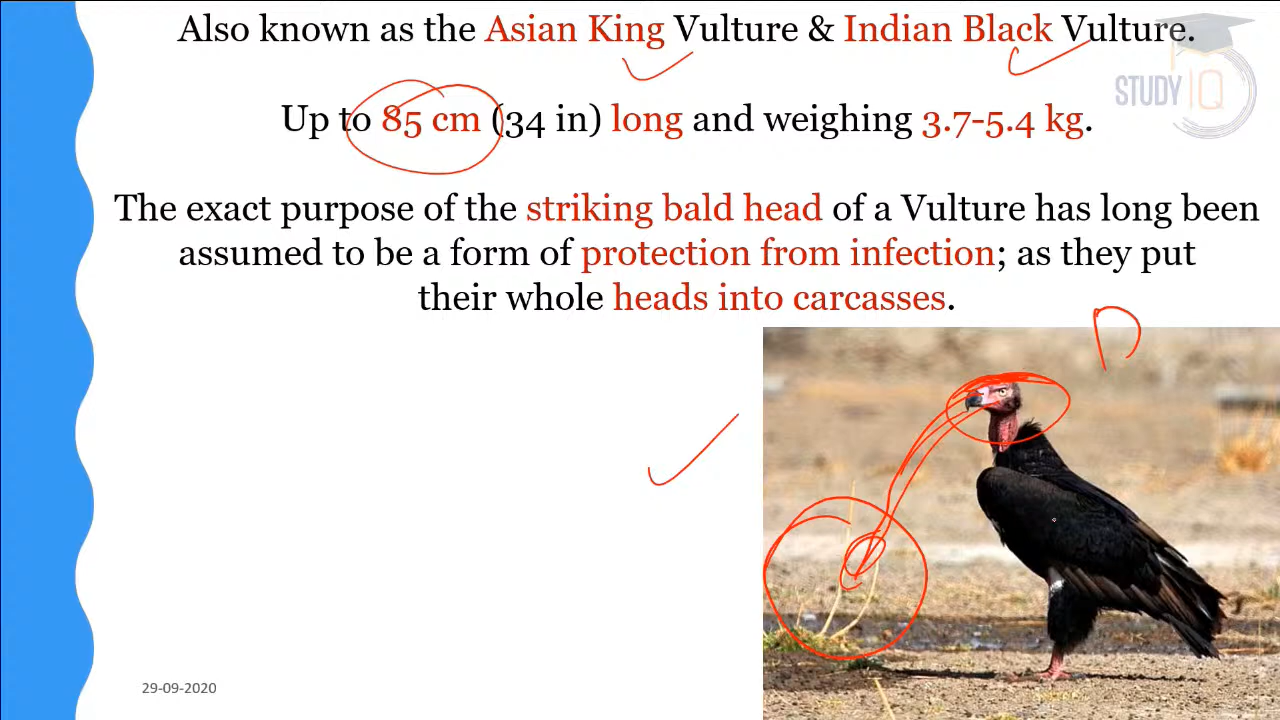 Also known as the Asian King Vulture & Indian Black Vulture.
STUDY IQ
Up to 85 cm (34 in) long and weighing 3.7-5.4 kg.
The exact purpose of the striking bald head of a Vulture has long been
assumed to be a form of protection from infection; as they put
their whole heads into carcasses.
29-09-2020